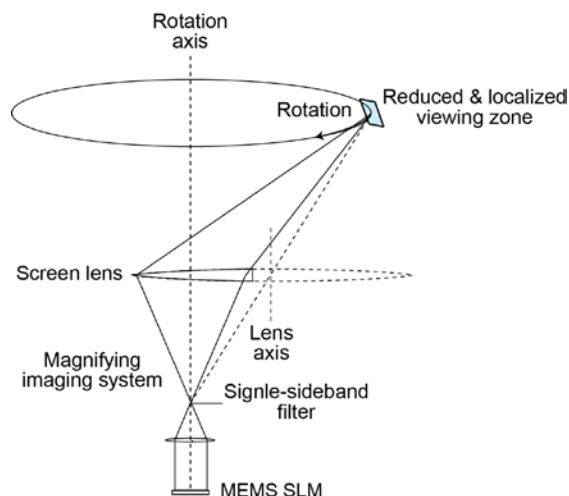 Rotation
axis
Rotation
Reduced & localized
viewing zone
Screen lens
Lens
axis
Magnifying
imaging system
Signle-sideband
filter
MEMS SLM